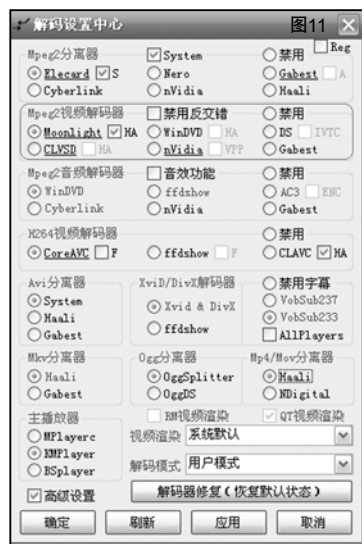 解码设置中心 图11
Mpeg2分离器 System 禁用 Reg
Elecard S Nero Gabest A
Cyberlink nVidia Haali
Mpeg2视频解码器 禁用反交错 禁用
Moonlight HA WinDVD HA DS IVTC
CLVSD HA nVidia VPP Gabest
Mpeg2音频解码器 音效功能 禁用
WinDVD ffdshow AC3 ENC
Cyberlink nVidia Gabest
H264视频解码器 禁用
CoreAVC F ffdshow F CLAVC HA
Avi分离器 XviD/DivX解码器 禁用字幕
System Xvid & DivX VobSub237
Haali VobSub233
Gabest ffdshow AllPlayers
Mkv分离器 Ogg分离器 Mp4/Mov分离器
Haali OggSplitter Haali
Gabest OggDS NDigital
主播放器 RM视频渲染 QT视频渲染
MPlayerc 视频渲染 系统默认
KMPlayer
BSplayer 解码模式 用户模式
高级设置 解码器修复(恢复默认状态)
确定 刷新 应用 取消